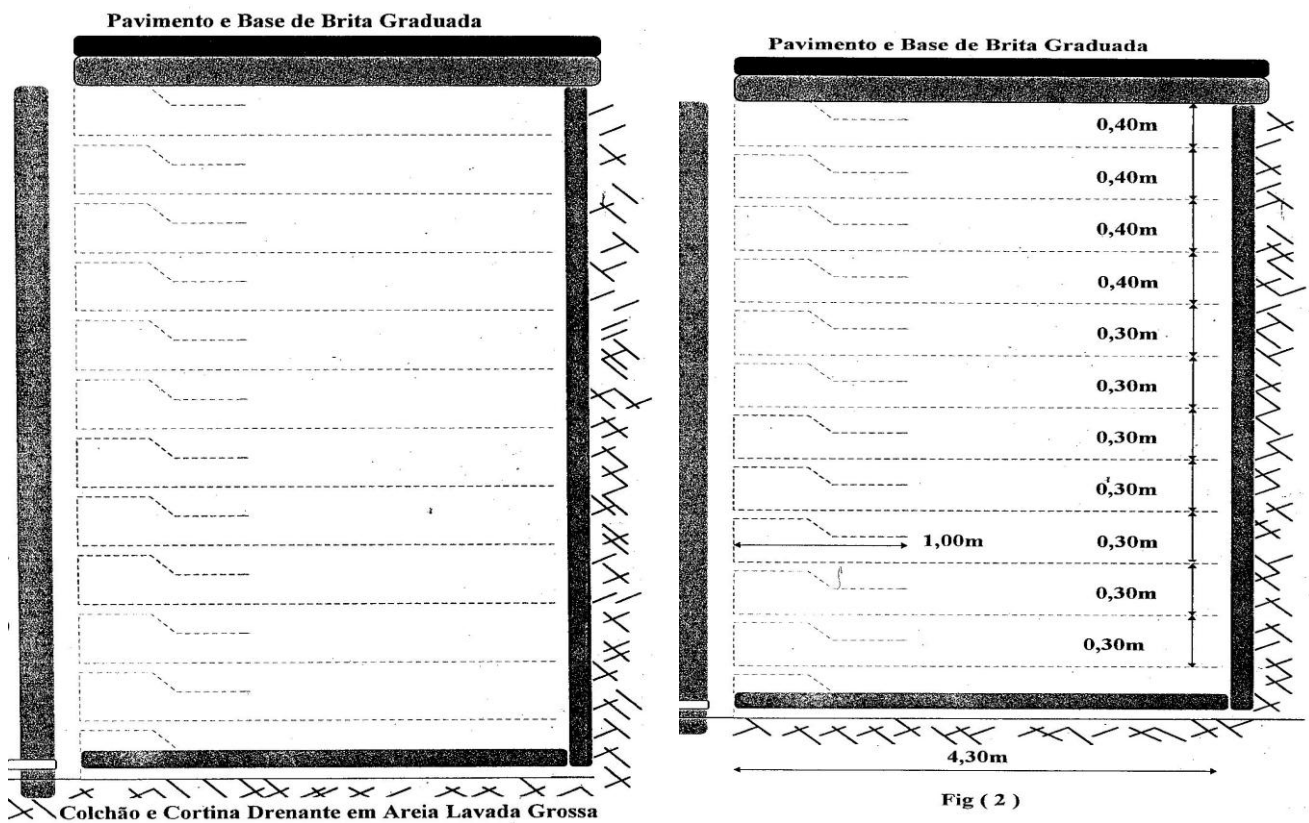 Pavimento e Base de Brita Graduada
Colchão e Cortina Drenante em Areia Lavada Grossa
Pavimento e Base de Brita Graduada
0,40m
0,40m
0,40m
0,40m
0,30m
0,30m
0,30m
0,30m
1,00m
0,30m
0,30m
0,30m
4,30m
Fig ( 2 )